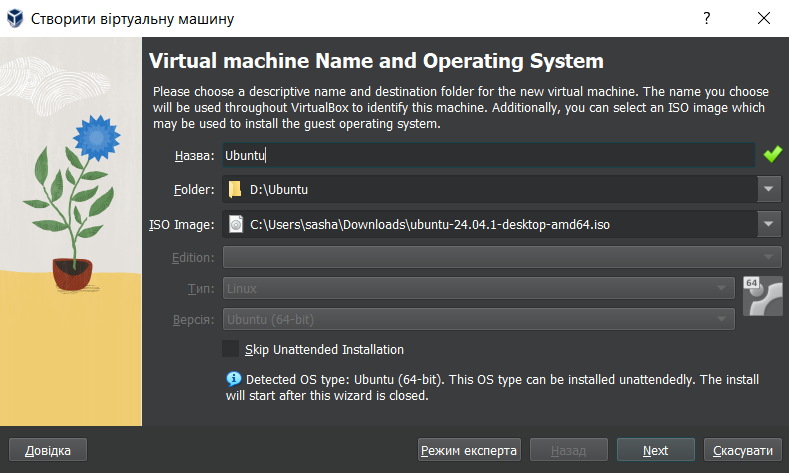 Створити віртуальну машину
?
Virtual machine Name and Operating System
Please choose a descriptive name and destination folder for the new virtual machine. The name you choose
will be used throughout VirtualBox to identify this machine. Additionally, you can select an ISO image which
may be used to install the guest operating system.
Назва: Ubuntu
Folder: D:\Ubuntu
ISO Image: C:\Users\sasha\Downloads\ubuntu-24.04.1-desktop-amd64.iso
Edition:
Тип: Linux
64
Версія: Ubuntu (64-bit)
Skip Unattended Installation
Detected OS type: Ubuntu (64-bit). This OS type can be installed unattendedly. The install
will start after this wizard is closed.
Довідка Режим експерта Назад Next Скасувати